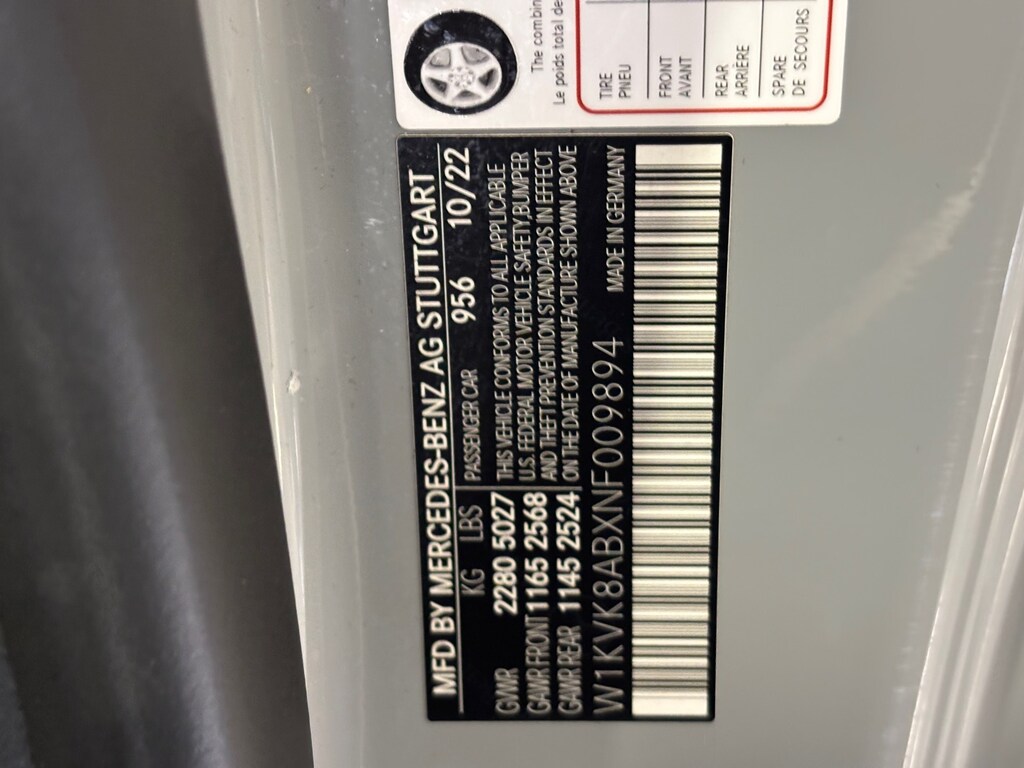 The combin
Le poids total de
TIRE
PNEU
FRONT
AVANT
REAR
ARRIÈRE
SPARE
DE SECOURS
MFD BY MERCEDES-BENZ AG STUTTGART
KG LBS PASSENGER CAR 956 10/22
GVWR 2280 5027
GAWR FRONT 1165 2568
GAWR REAR 1145 2524
THIS VEHICLE CONFORMS TO ALL APPLICABLE
U.S. FEDERAL MOTOR VEHICLE SAFETY,BUMPER
AND THEFT PREVENTION STANDARDS IN EFFECT
ON THE DATE OF MANUFACTURE SHOWN ABOVE
W1KVK8ABXNF009894 MADE IN GERMANY